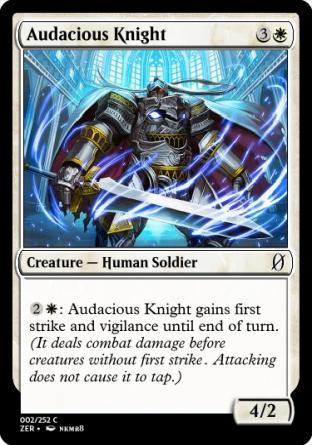 Audacious Knight 3
Creature — Human Soldier
2 : Audacious Knight gains first
strike and vigilance until end of turn.
(It deals combat damage before
creatures without first strike. Attacking
does not cause it to tap.)
4/2
002/252 C
ZER • NKMR8